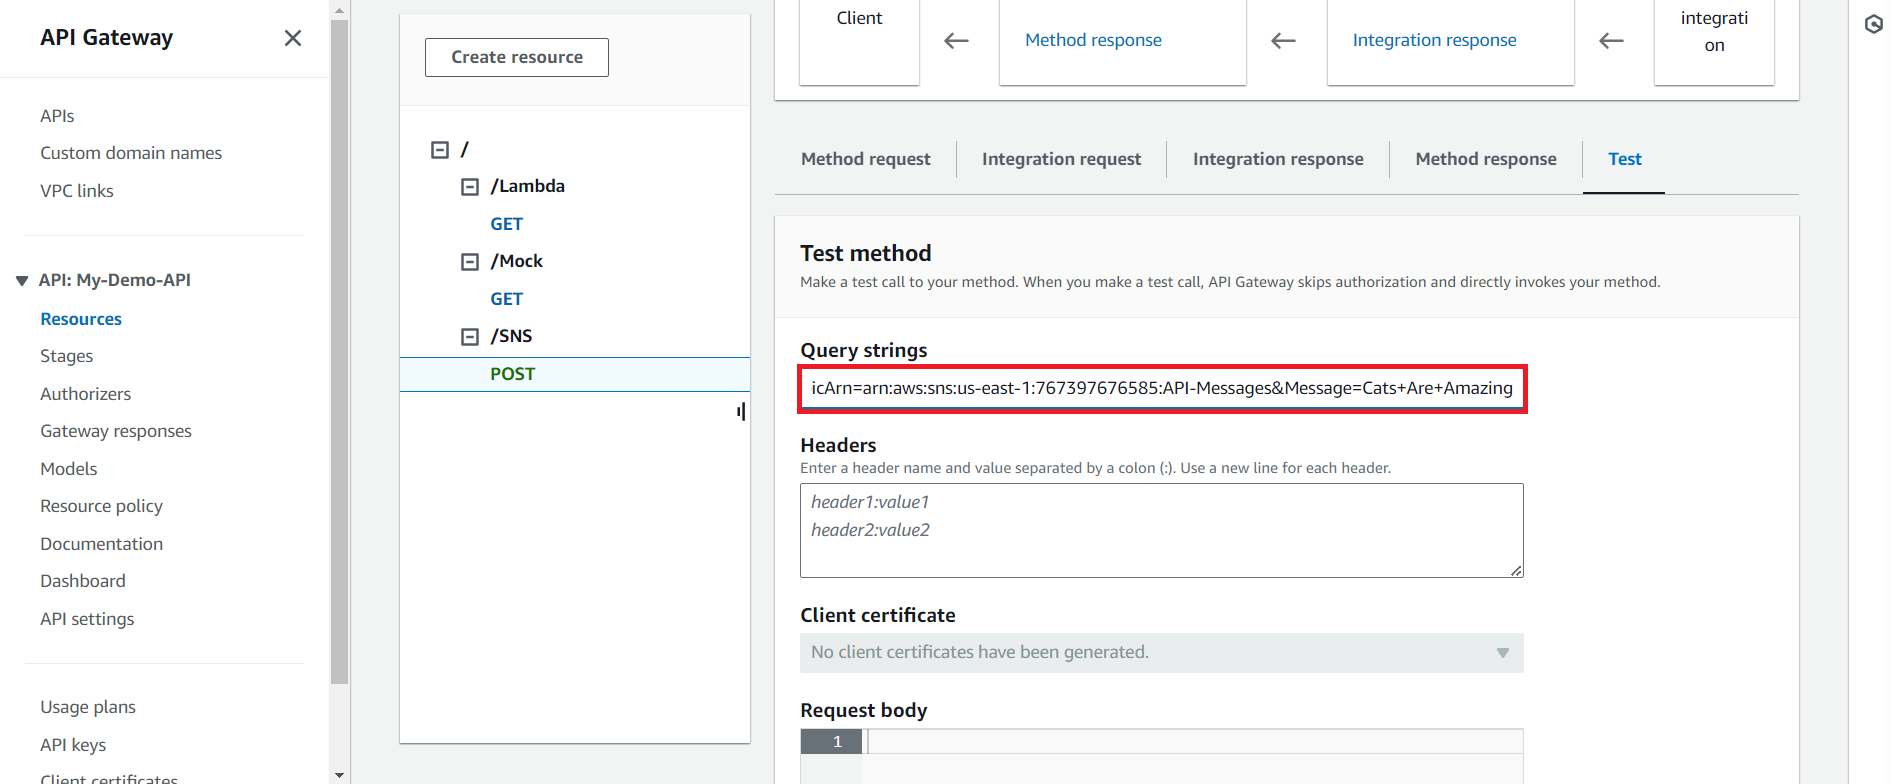 API Gateway
APIs
Custom domain names
VPC links
API: My-Demo-API
Resources
Stages
Authorizers
Gateway responses
Models
Resource policy
Documentation
Dashboard
API settings
Usage plans
API keys
Client certificates
Create resource
/
/Lambda
GET
/Mock
GET
/SNS
POST
Client
Method response
Integration response
integrati
on
Method request
Integration request
Integration response
Method response
Test
Test method
Make a test call to your method. When you make a test call, API Gateway skips authorization and directly invokes your method.
Query strings
icArn=arn:aws:sns:us-east-1:767397676585:API-Messages&Message=Cats+Are+Amazing
Headers
Enter a header name and value separated by a colon (:). Use a new line for each header.
header1:value1
header2:value2
Client certificate
No client certificates have been generated.
Request body
1